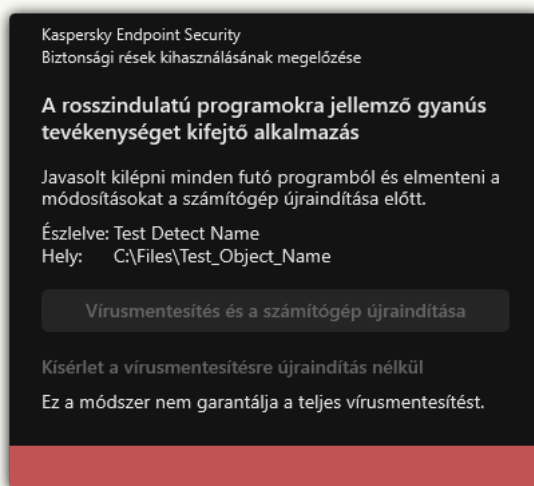 Kaspersky Endpoint Security
Biztonsági rések kihasználásának megelőzése
A rosszindulatú programokra jellemző gyanús
tevékenységet kifejtő alkalmazás
Javasolt kilépni minden futó programból és elmenteni a
módosításokat a számítógép újraindítása előtt.
Észlelve: Test Detect Name
Hely: C:\Files\Test_Object_Name
Vírusmentesítés és a számítógép újraindítása
Kísérlet a vírusmentesítésre újraindítás nélkül
Ez a módszer nem garantálja a teljes vírusmentesítést.